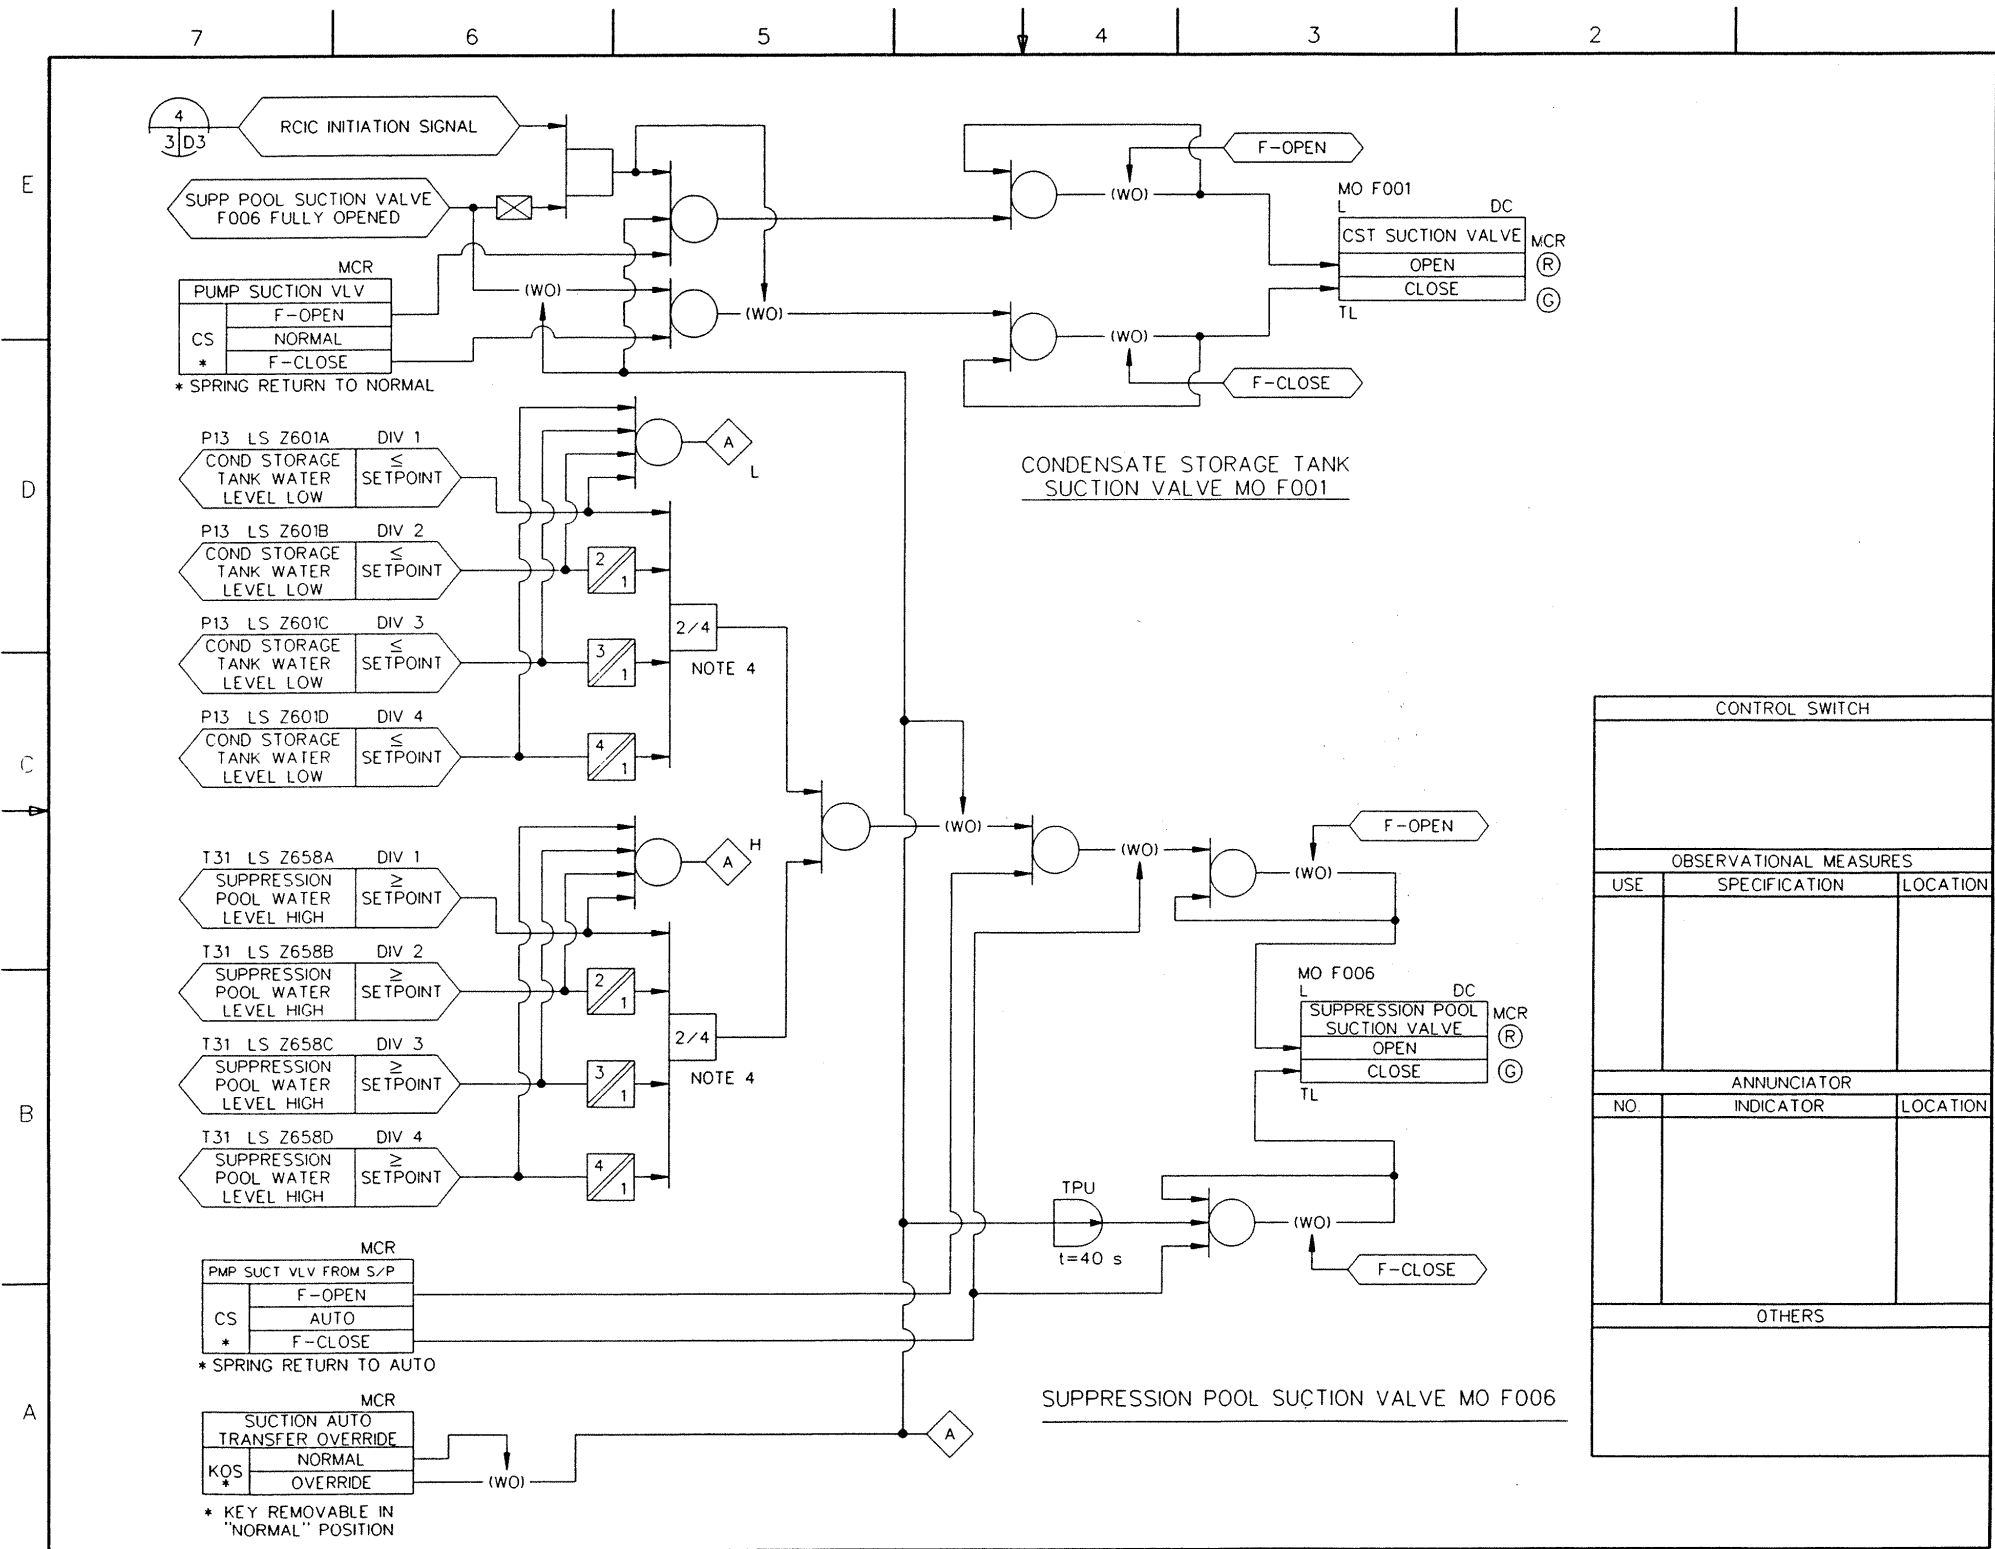 7 6 5 4 3 2
E
D
C
B
A
4
3 D3
RCIC INITIATION SIGNAL
SUPP POOL SUCTION VALVE
F006 FULLY OPENED
MCR
PUMP SUCTION VLV
F-OPEN
CS NORMAL
* F-CLOSE
* SPRING RETURN TO NORMAL
(WO)
(WO)
(WO)
F-OPEN
(WO)
F-CLOSE
MO F001
L DC
CST SUCTION VALVE MCR
OPEN R
CLOSE G
TL
CONDENSATE STORAGE TANK
SUCTION VALVE MO F001
P13 LS Z601A DIV 1
COND STORAGE
TANK WATER
LEVEL LOW
≤
SETPOINT
A
L
P13 LS Z601B DIV 2
COND STORAGE
TANK WATER
LEVEL LOW
≤
SETPOINT
2
1
P13 LS Z601C DIV 3
COND STORAGE
TANK WATER
LEVEL LOW
≤
SETPOINT
3
1
2/4
NOTE 4
P13 LS Z601D DIV 4
COND STORAGE
TANK WATER
LEVEL LOW
≤
SETPOINT
4
1
T31 LS Z658A DIV 1
SUPPRESSION
POOL WATER
LEVEL HIGH
≥
SETPOINT
A
H
T31 LS Z658B DIV 2
SUPPRESSION
POOL WATER
LEVEL HIGH
≥
SETPOINT
2
1
T31 LS Z658C DIV 3
SUPPRESSION
POOL WATER
LEVEL HIGH
≥
SETPOINT
3
1
2/4
NOTE 4
T31 LS Z658D DIV 4
SUPPRESSION
POOL WATER
LEVEL HIGH
≥
SETPOINT
4
1
(WO)
(WO)
F-OPEN
(WO)
MO F006
L DC
SUPPRESSION POOL
SUCTION VALVE
MCR
OPEN R
CLOSE G
TL
TPU
t=40 s
(WO)
F-CLOSE
MCR
PMP SUCT VLV FROM S/P
F-OPEN
CS AUTO
* F-CLOSE
* SPRING RETURN TO AUTO
MCR
SUCTION AUTO
TRANSFER OVERRIDE
KOS NORMAL
* OVERRIDE
(WO)
A
* KEY REMOVABLE IN
"NORMAL" POSITION
SUPPRESSION POOL SUCTION VALVE MO F006
CONTROL SWITCH
OBSERVATIONAL MEASURES
USE SPECIFICATION LOCATION
ANNUNCIATOR
NO. INDICATOR LOCATION
OTHERS